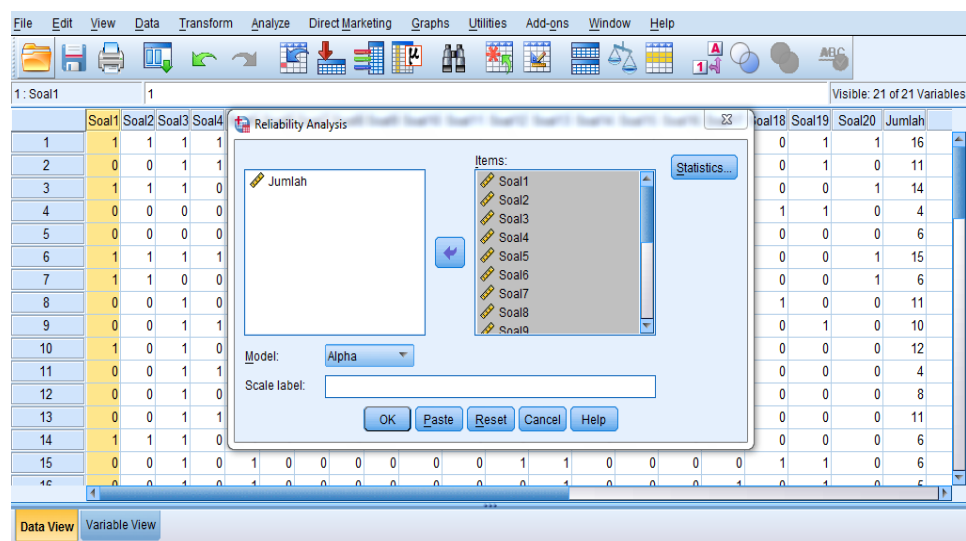 File Edit View Data Transform Analyze Direct Marketing Graphs Utilities Add-ons Window Help
A
1
ABC
μ
1 : Soal1 1 Visible: 21 of 21 Variables
Soal1 Soal2 Soal3 Soal4 Soal18 Soal19 Soal20 Jumlah
Reliability Analysis
Items:
Jumlah
Soal1
Soal2
Soal3
Soal4
Soal5
Soal6
Soal7
Soal8
Soal9
Statistics...
Model: Alpha
Scale label:
OK Paste Reset Cancel Help
1 1 1 1 1 0 1 1 16
2 0 0 1 1 0 1 0 11
3 1 1 1 0 0 0 1 14
4 0 0 0 0 1 1 0 4
5 0 0 0 0 0 0 0 6
6 1 1 1 1 0 0 1 15
7 1 1 0 0 0 0 1 6
8 0 0 1 0 1 0 0 11
9 0 0 1 1 0 1 0 10
10 1 0 1 0 0 0 0 12
11 0 0 1 1 0 0 0 4
12 0 0 1 0 0 0 0 8
13 0 0 1 1 0 0 0 11
14 1 1 1 0 0 0 0 6
15 0 0 1 0 1 0 0 0 0 0 0 1 1 0 0 0 0 1 1 0 6
Data View Variable View